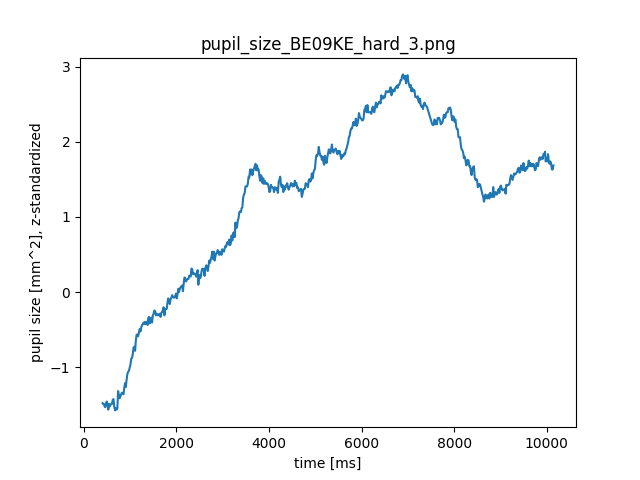 pupil_size_BE09KE_hard_3.png
pupil size [mm^2], z-standardized
3
2
1
0
−1
0 2000 4000 6000 8000 10000
time [ms]